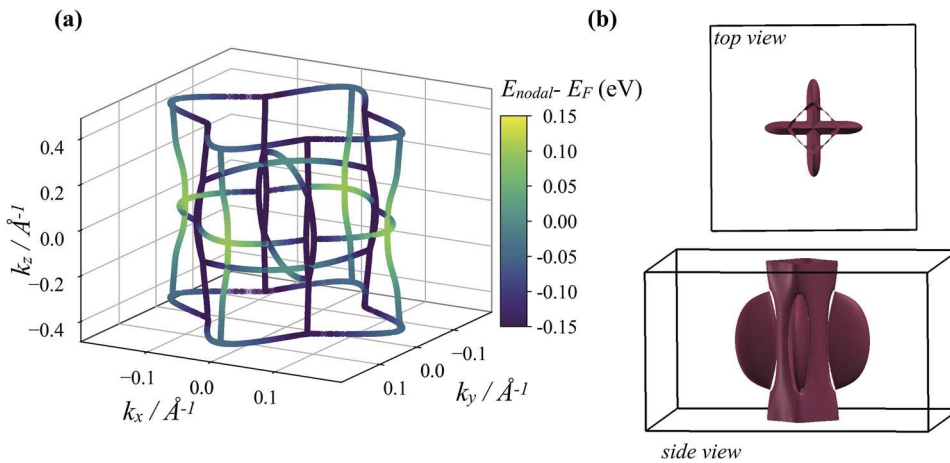 (a)
0.4
0.2
0.0
−0.2
−0.4
k_z / Å⁻¹
−0.1
0.0
0.1
k_x / Å⁻¹
0.1
0.0
−0.1
k_y / Å⁻¹
E_nodal - E_F (eV)
0.15
0.10
0.05
0.00
-0.05
-0.10
-0.15
(b)
top view
side view